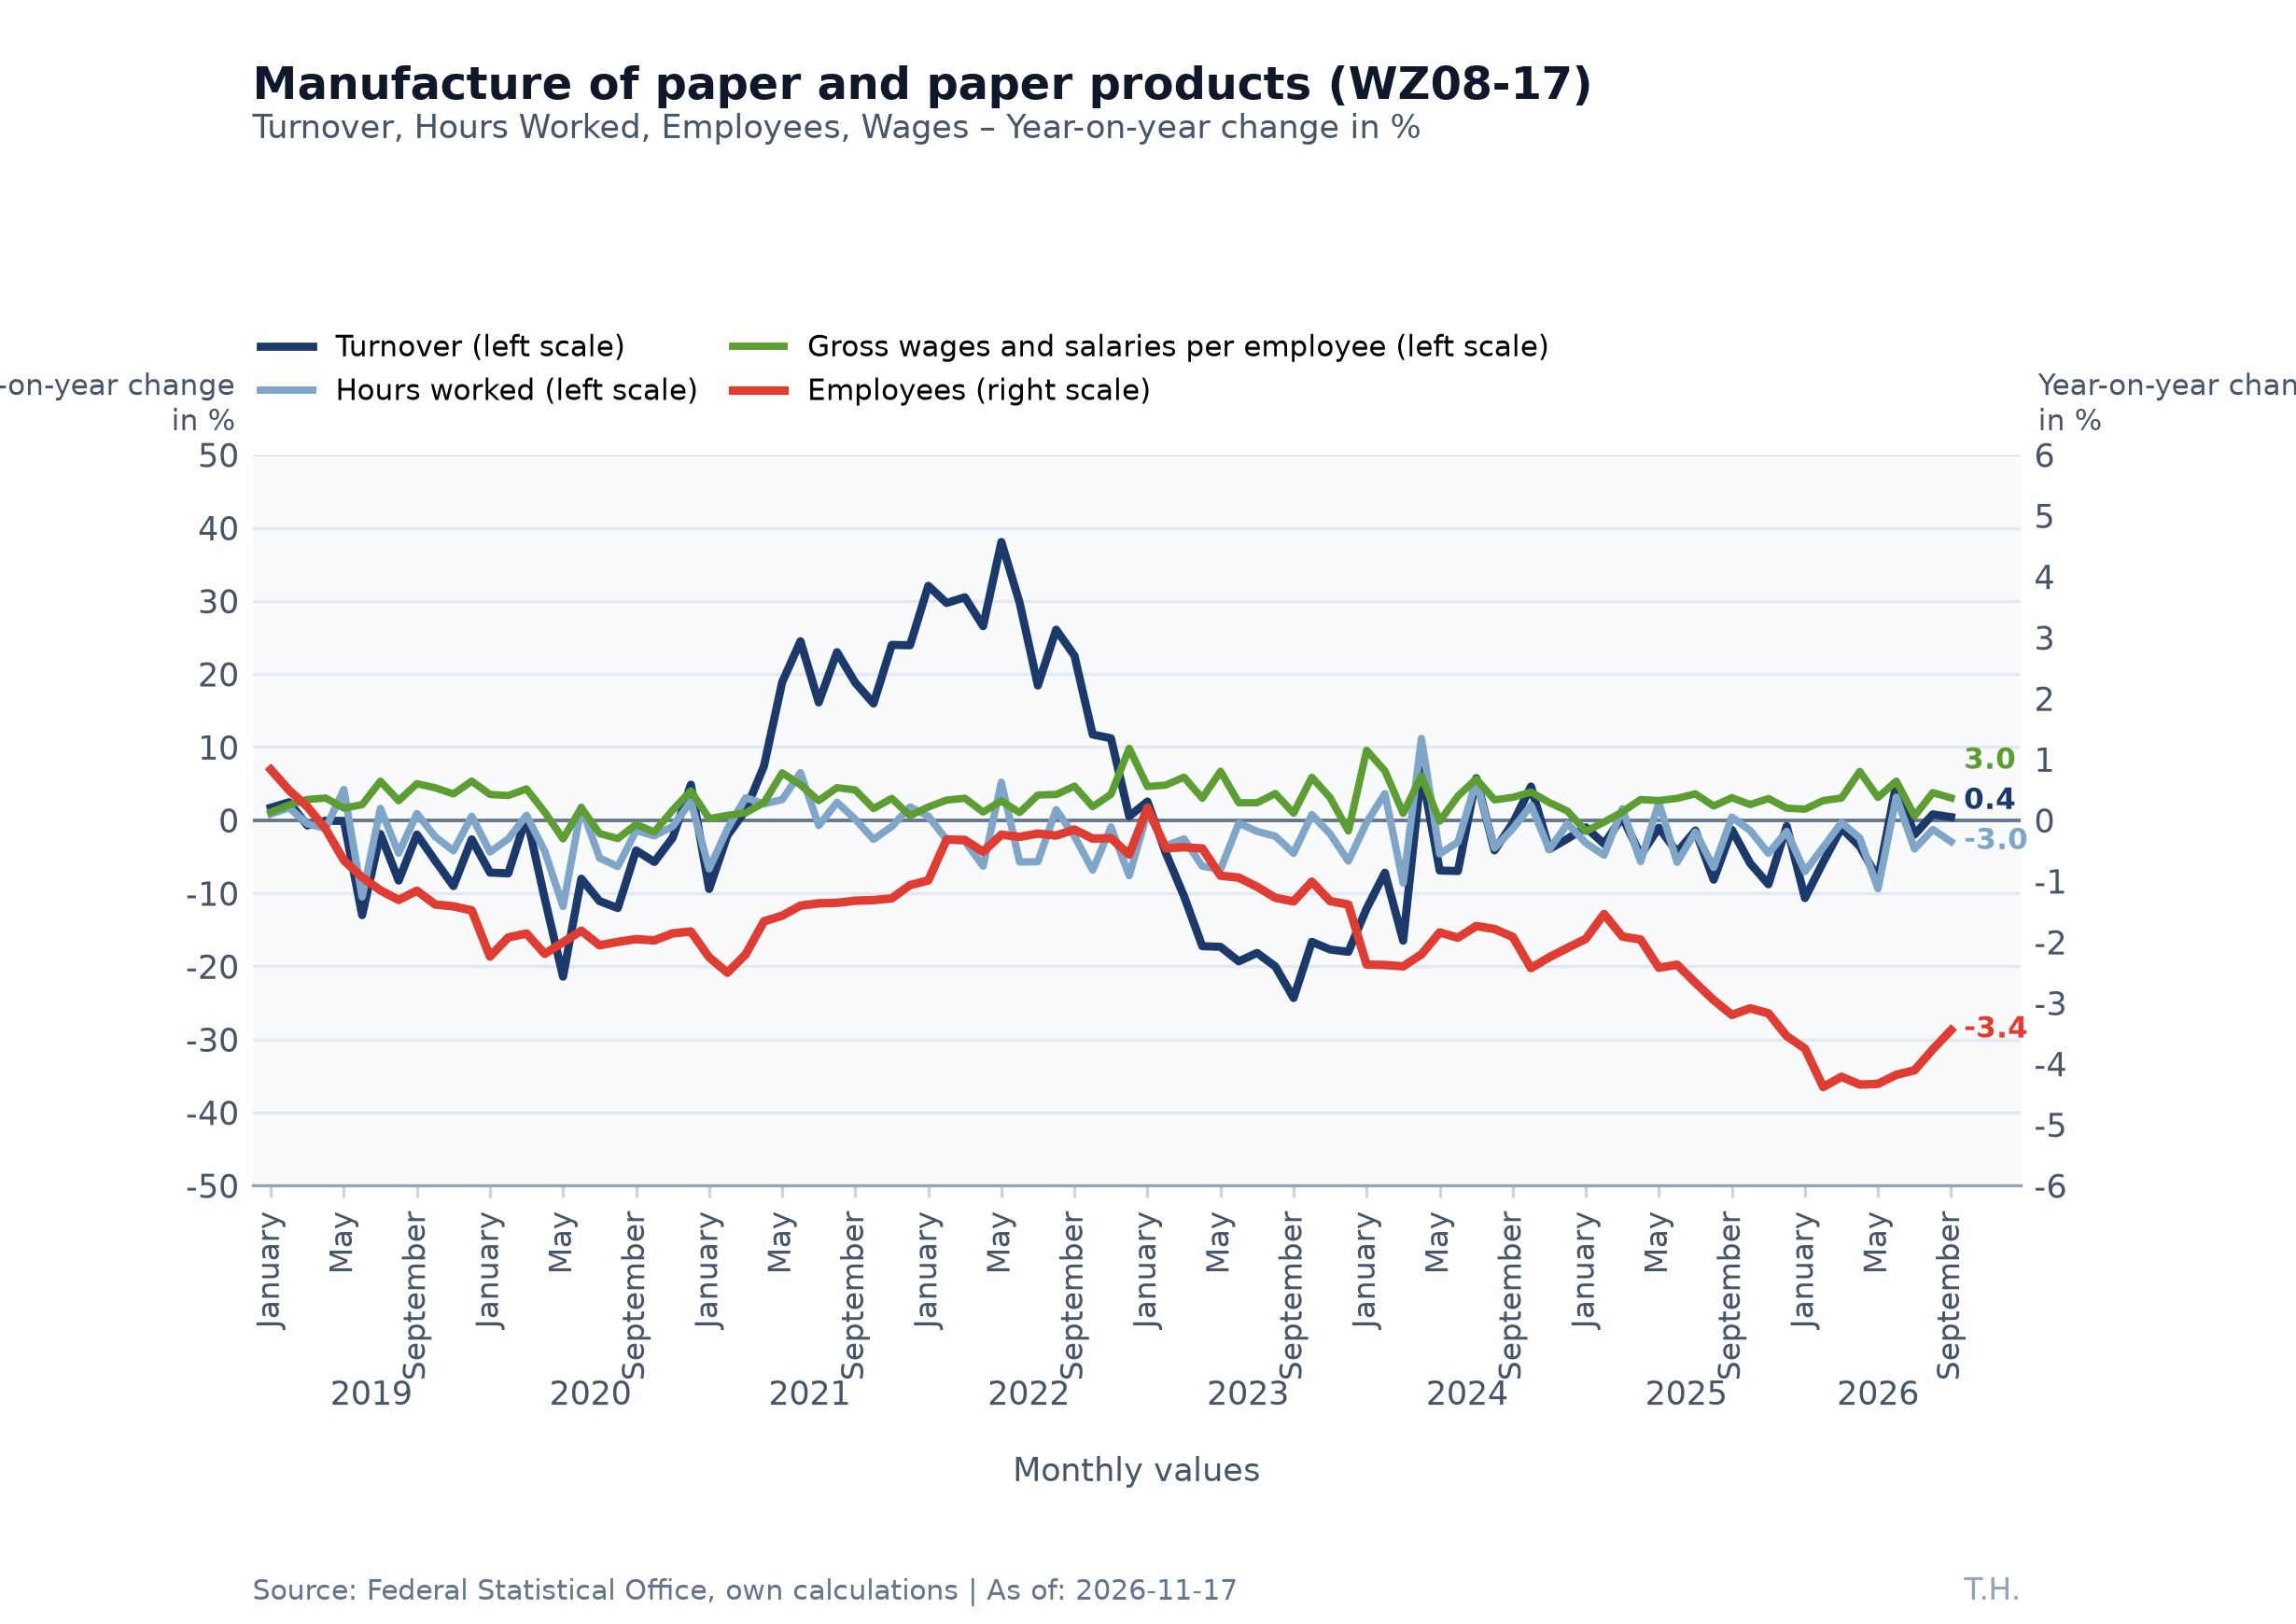 Manufacture of paper and paper products (WZ08-17)
Turnover, Hours Worked, Employees, Wages – Year-on-year change in %
Turnover (left scale)
Gross wages and salaries per employee (left scale)
Hours worked (left scale)
Employees (right scale)
-on-year change
in %
Year-on-year chan
in %
50
40
30
20
10
0
-10
-20
-30
-40
-50
6
5
4
3
2
1
0
-1
-2
-3
-4
-5
-6
3.0
0.4
-3.0
-3.4
January
May
September
January
May
September
January
May
September
January
May
September
January
May
September
January
May
September
January
May
September
January
May
September
2019
2020
2021
2022
2023
2024
2025
2026
Monthly values
Source: Federal Statistical Office, own calculations | As of: 2026-11-17
T.H.